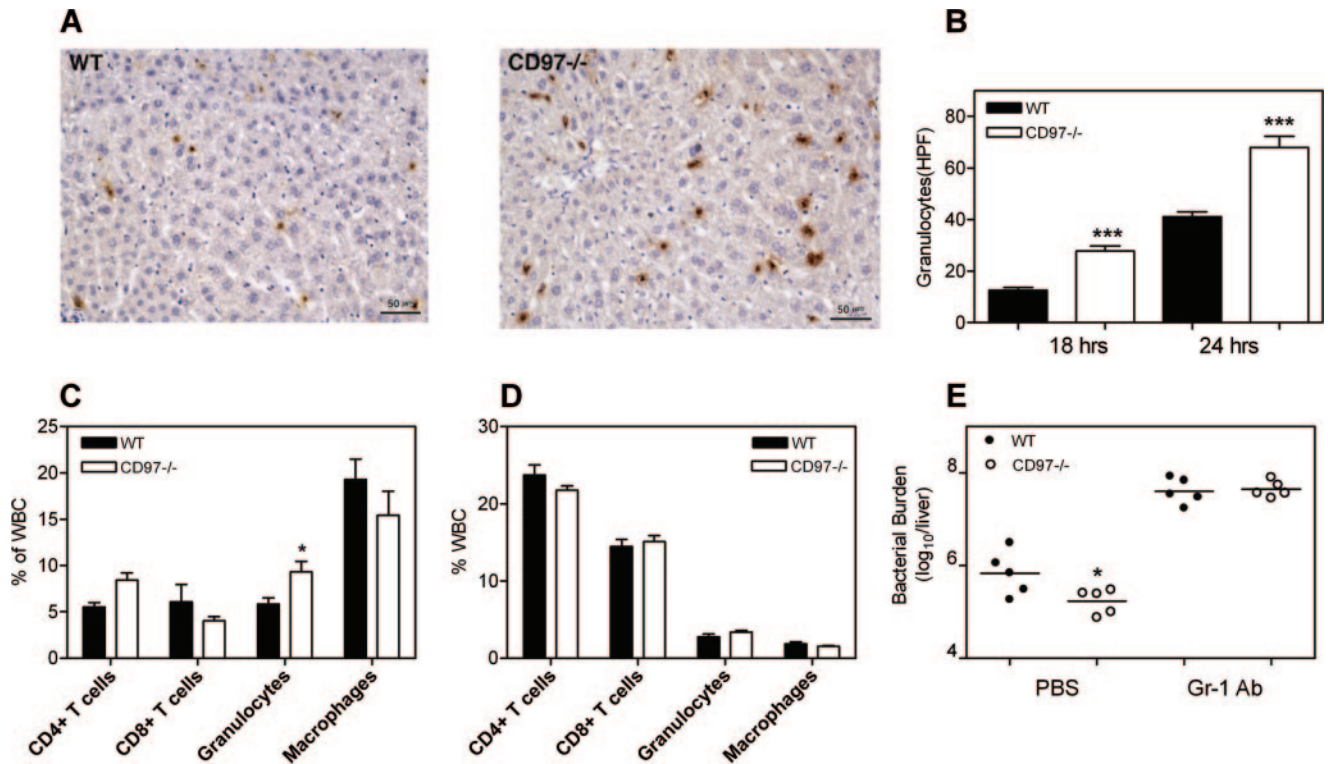 A
WT
50 µm
CD97-/-
50 µm
B
WT
CD97-/-
Granulocytes(HPF)
80
60
40
20
0
***
***
18 hrs
24 hrs
C
WT
CD97-/-
% of WBC
25
20
15
10
5
0
*
CD4+ T cells
CD8+ T cells
Granulocytes
Macrophages
D
WT
CD97-/-
% WBC
30
20
10
0
CD4+ T cells
CD8+ T cells
Granulocytes
Macrophages
E
WT
CD97-/-
Bacterial Burden
(log10/liver)
8
6
4
*
PBS
Gr-1 Ab